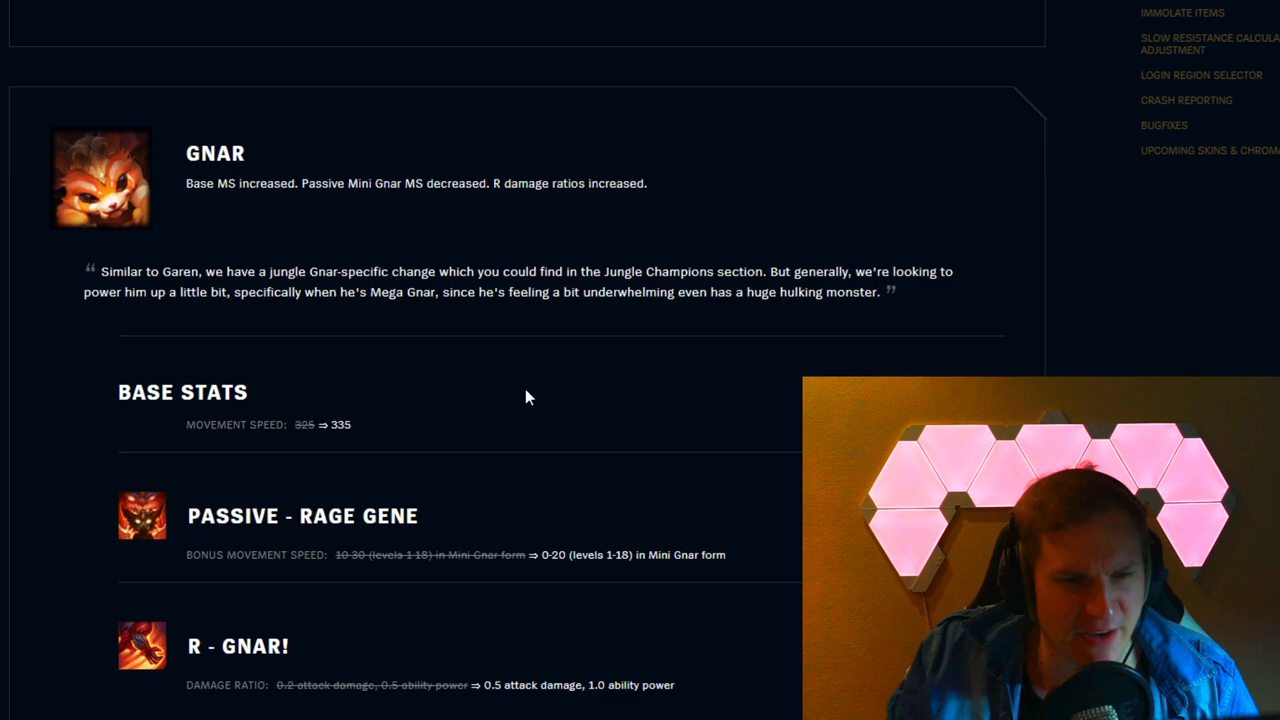 IMMOLATE ITEMS
SLOW RESISTANCE CALCULA
ADJUSTMENT
LOGIN REGION SELECTOR
CRASH REPORTING
BUGFIXES
UPCOMING SKINS & CHROMA
GNAR
Base MS increased. Passive Mini Gnar MS decreased. R damage ratios increased.
“ Similar to Garen, we have a jungle Gnar-specific change which you could find in the Jungle Champions section. But generally, we're looking to
power him up a little bit, specifically when he's Mega Gnar, since he's feeling a bit underwhelming even has a huge hulking monster. ”
BASE STATS
MOVEMENT SPEED: 325 ⇒ 335
PASSIVE - RAGE GENE
BONUS MOVEMENT SPEED: 10-30 (levels 1-18) in Mini Gnar form ⇒ 0-20 (levels 1-18) in Mini Gnar form
R - GNAR!
DAMAGE RATIO: 0.2 attack damage, 0.5 ability power ⇒ 0.5 attack damage, 1.0 ability power